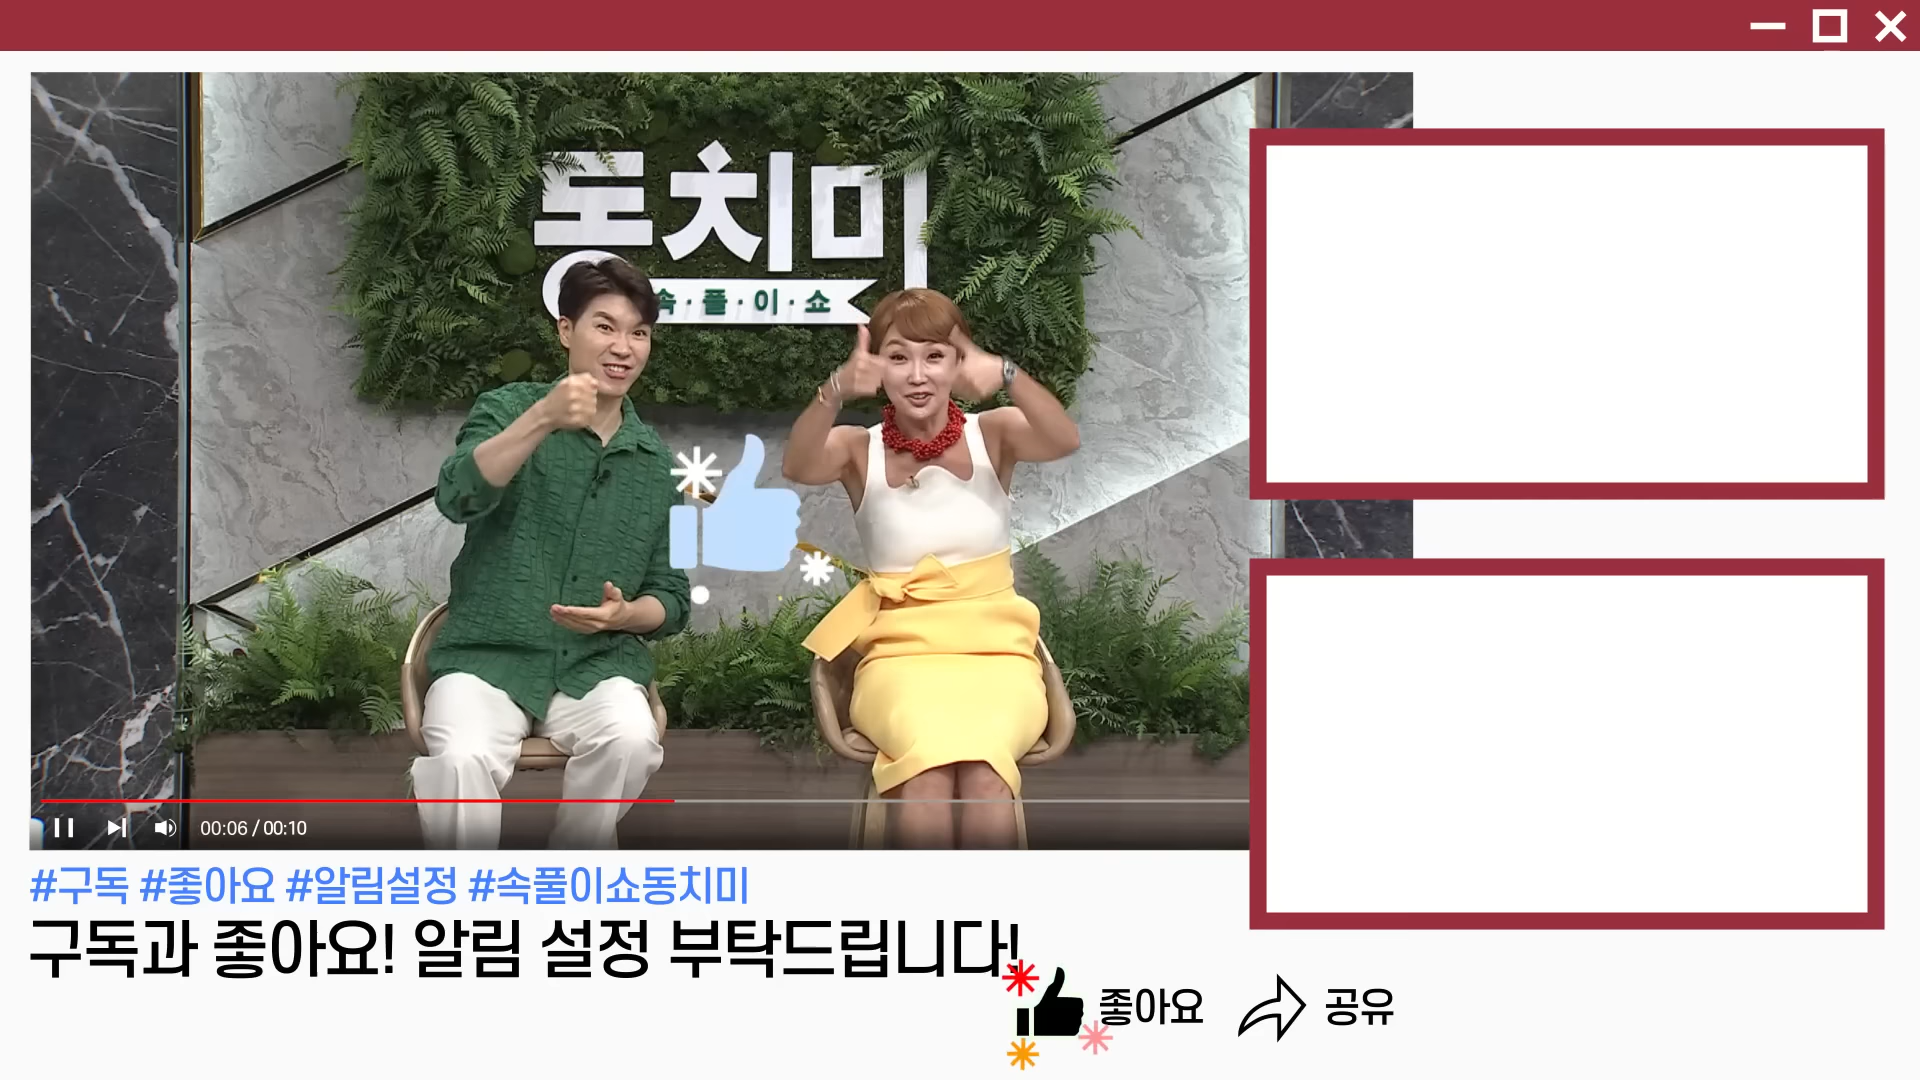 동치미
속·풀·이·쇼
00:06 / 00:10
#구독 #좋아요 #알림설정 #속풀이쇼동치미
구독과 좋아요! 알림 설정 부탁드립니다!
좋아요 공유